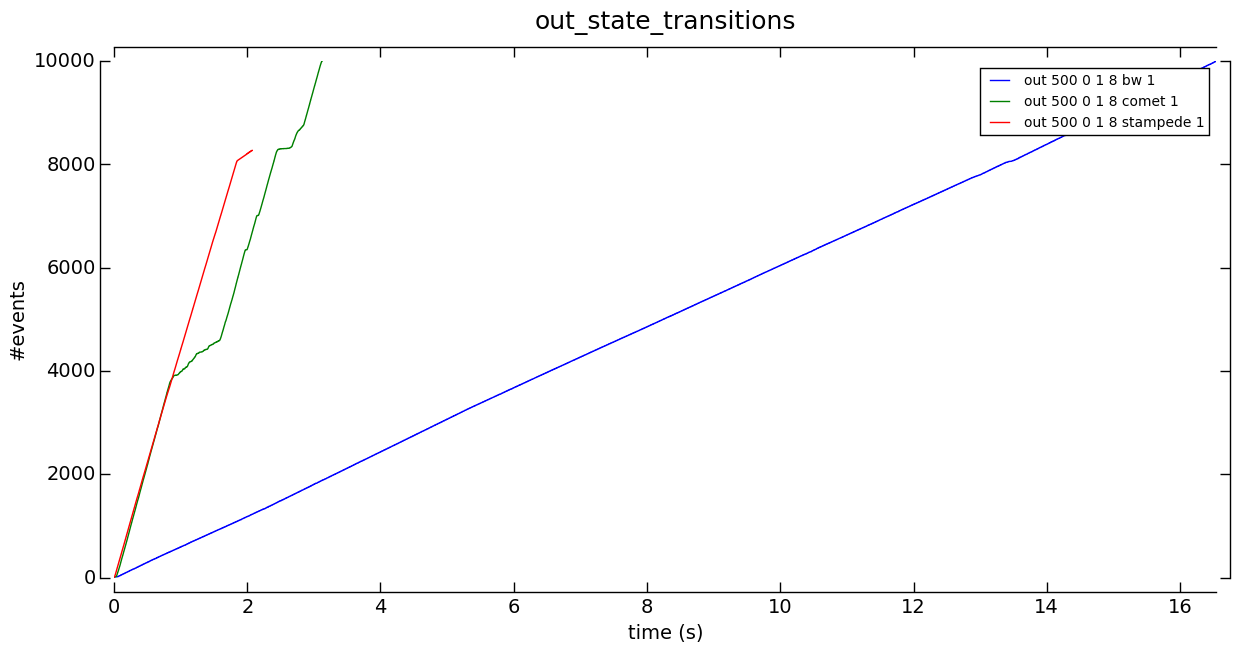 out_state_transitions
10000
8000
6000
4000
2000
0
#events
out 500 0 1 8 bw 1
out 500 0 1 8 comet 1
out 500 0 1 8 stampede 1
0 2 4 6 8 10 12 14 16
time (s)